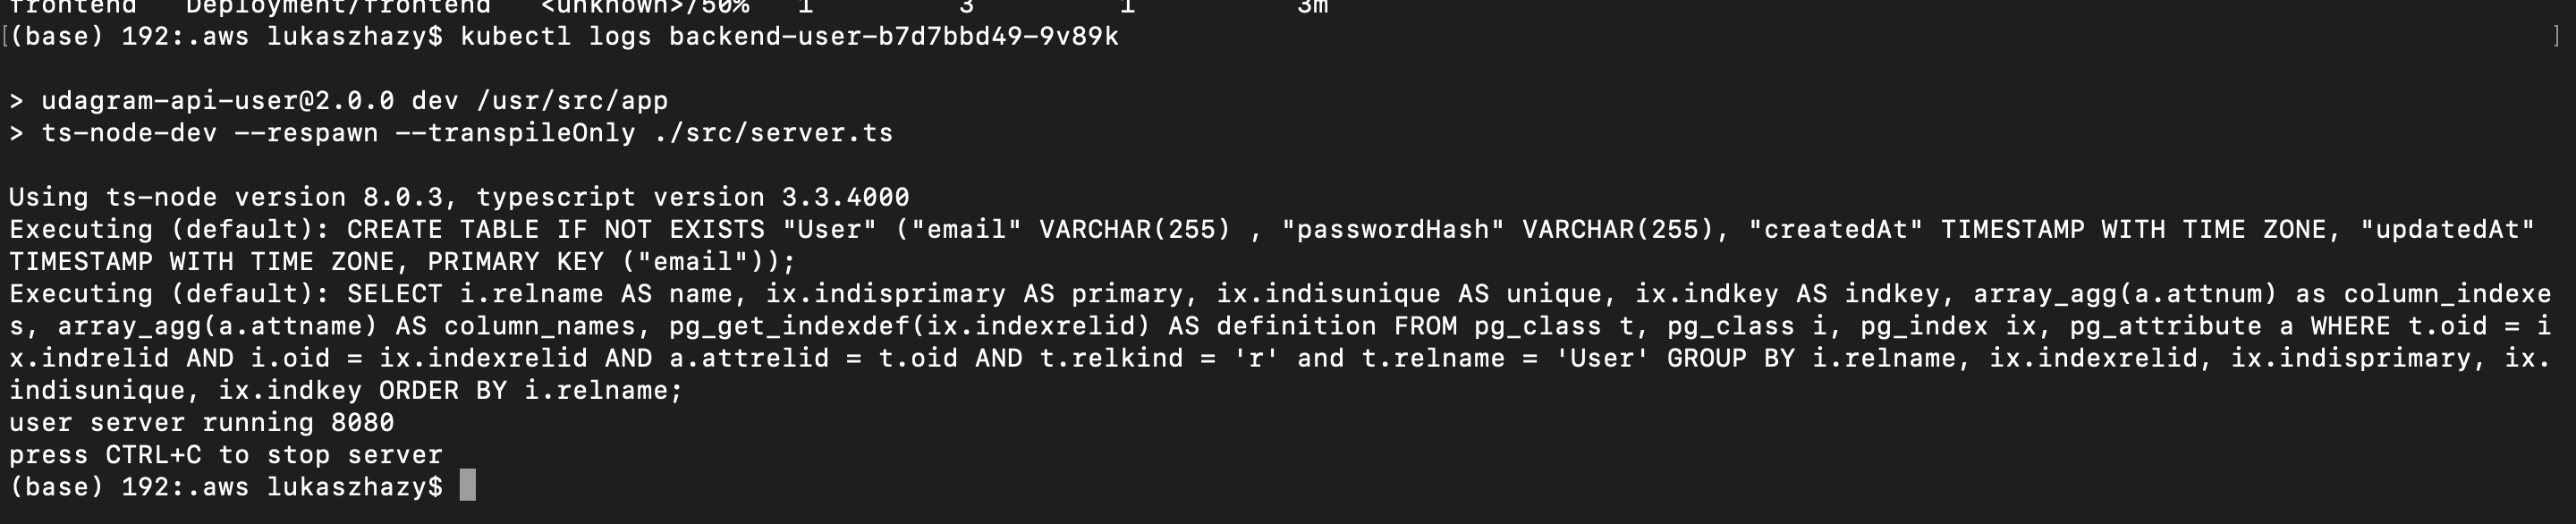 frontend   Deployment/frontend   <unknown>/50%   1         3         1          3m
[(base) 192:.aws lukaszhazy$ kubectl logs backend-user-b7d7bbd49-9v89k ]
> udagram-api-user@2.0.0 dev /usr/src/app
> ts-node-dev --respawn --transpileOnly ./src/server.ts
Using ts-node version 8.0.3, typescript version 3.3.4000
Executing (default): CREATE TABLE IF NOT EXISTS "User" ("email" VARCHAR(255) , "passwordHash" VARCHAR(255), "createdAt" TIMESTAMP WITH TIME ZONE, "updatedAt"
TIMESTAMP WITH TIME ZONE, PRIMARY KEY ("email"));
Executing (default): SELECT i.relname AS name, ix.indisprimary AS primary, ix.indisunique AS unique, ix.indkey AS indkey, array_agg(a.attnum) as column_indexe
s, array_agg(a.attname) AS column_names, pg_get_indexdef(ix.indexrelid) AS definition FROM pg_class t, pg_class i, pg_index ix, pg_attribute a WHERE t.oid = i
x.indrelid AND i.oid = ix.indexrelid AND a.attrelid = t.oid AND t.relkind = 'r' and t.relname = 'User' GROUP BY i.relname, ix.indexrelid, ix.indisprimary, ix.
indisunique, ix.indkey ORDER BY i.relname;
user server running 8080
press CTRL+C to stop server
(base) 192:.aws lukaszhazy$